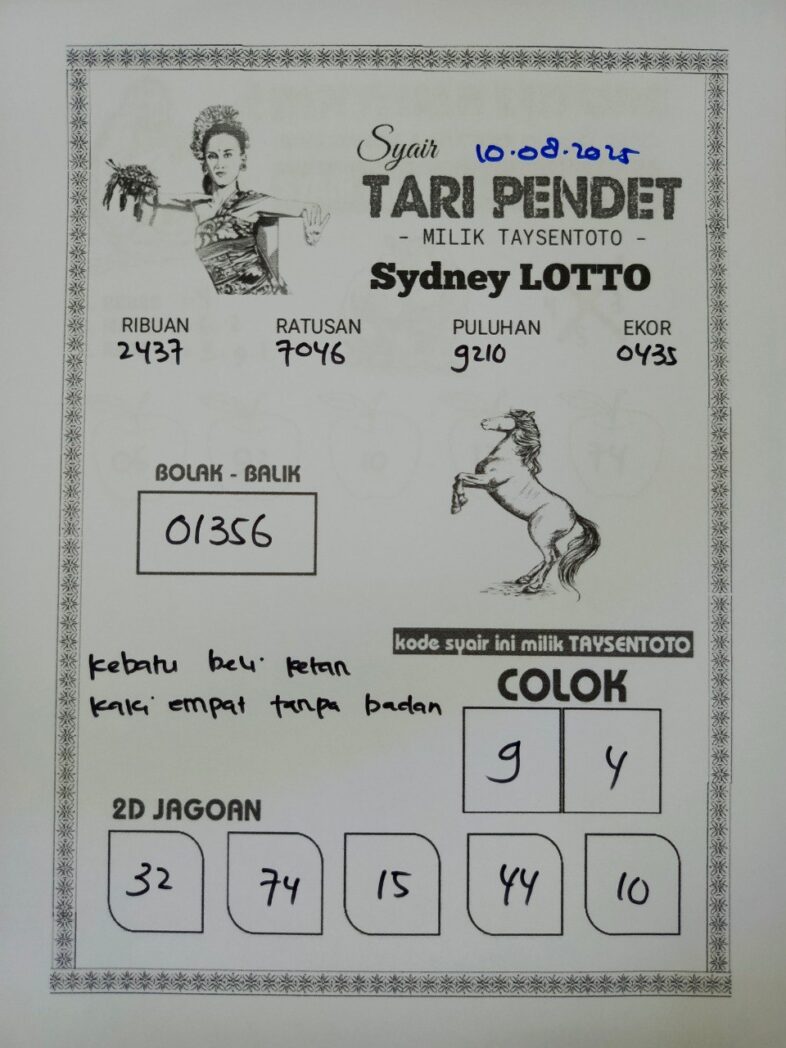 Syair 10.08.2025
TARI PENDET
- MILIK TAYSENTOTO -
Sydney LOTTO
RIBUAN RATUSAN PULUHAN EKOR
2437 7046 9210 0435
BOLAK - BALIK
01356
kode syair ini milik TAYSENTOTO
kebatu beli ketan
kaki empat tanpa badan
COLOK
9 4
2D JAGOAN
32 74 15 44 10